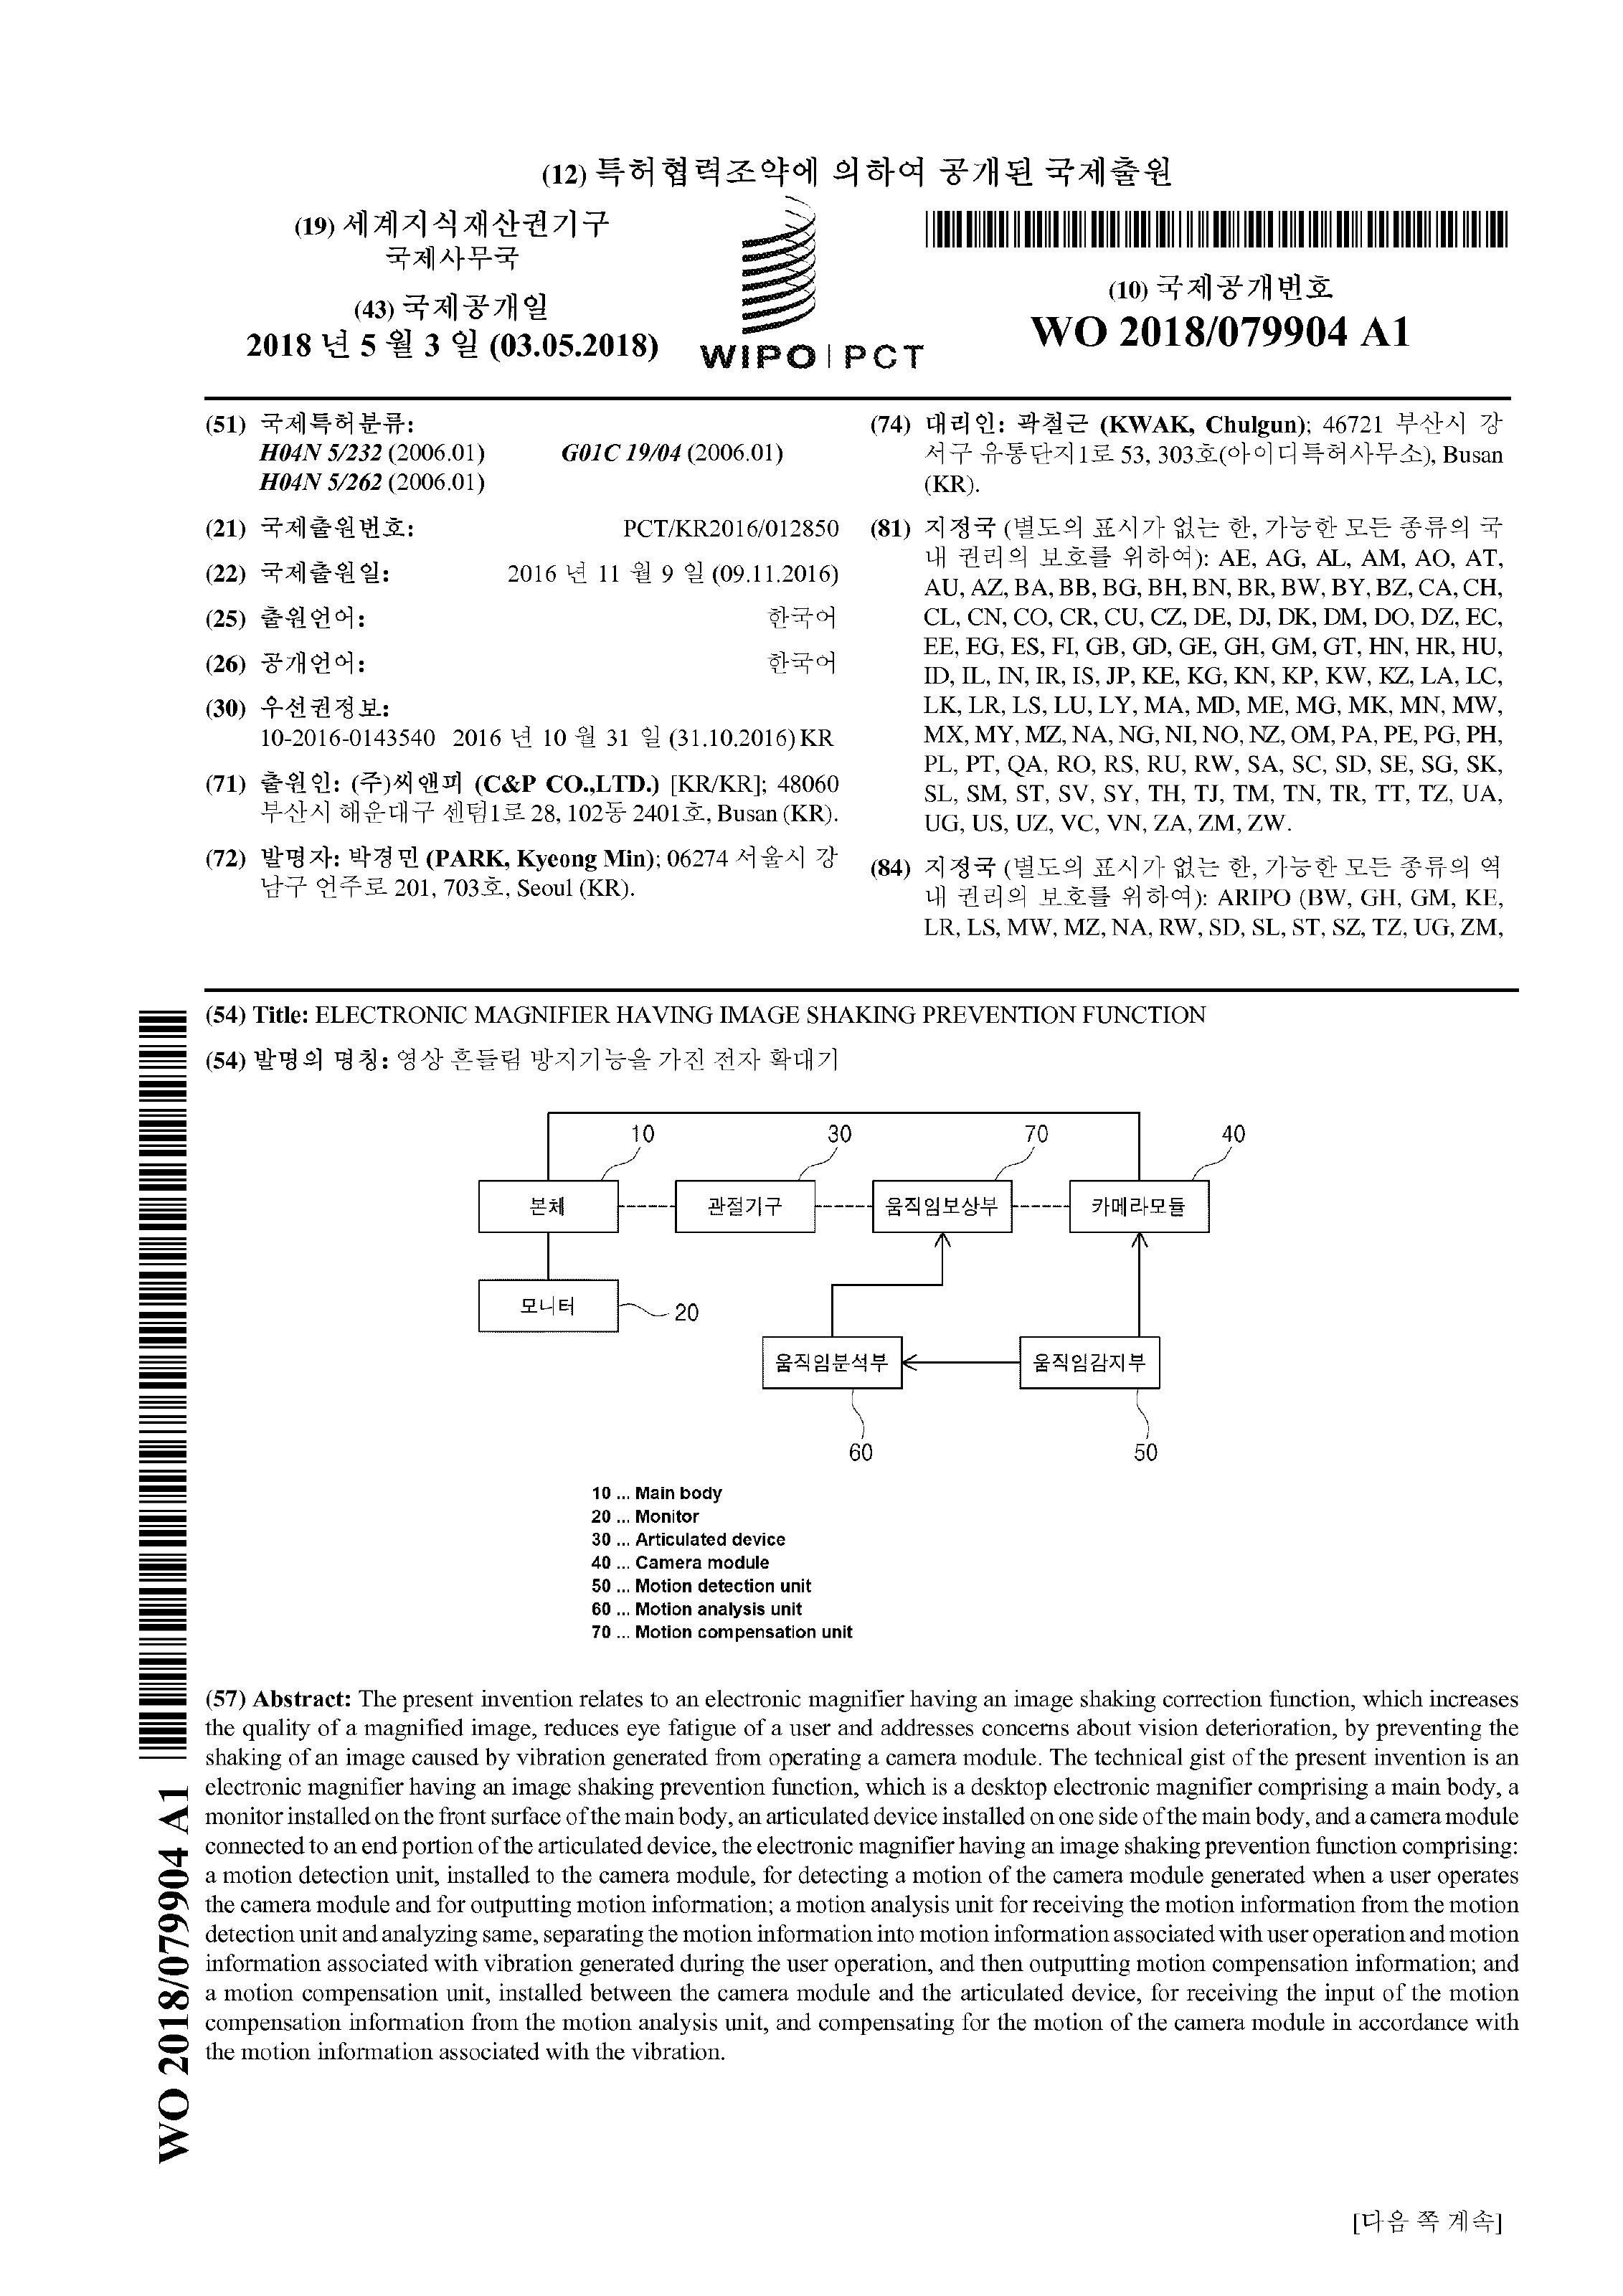 (12) 특허협력조약에 의하여 공개된 국제출원
(19) 세계지식재산권기구
국제사무국
(43) 국제공개일
2018 년 5 월 3 일 (03.05.2018)
WIPO | PCT
(10) 국제공개번호
WO 2018/079904 A1
(51) 국제특허분류:
H04N 5/232 (2006.01) G01C 19/04 (2006.01)
H04N 5/262 (2006.01)
(21) 국제출원번호: PCT/KR2016/012850
(22) 국제출원일: 2016 년 11 월 9 일 (09.11.2016)
(25) 출원언어: 한국어
(26) 공개언어: 한국어
(30) 우선권정보:
10-2016-0143540 2016 년 10 월 31 일 (31.10.2016) KR
(71) 출원인: (주)씨앤피 (C&P CO.,LTD.) [KR/KR]; 48060
부산시 해운대구 센텀1로 28, 102동 2401호, Busan (KR).
(72) 발명자: 박경민 (PARK, Kyeong Min); 06274 서울시 강
남구 언주로 201, 703호, Seoul (KR).
(74) 대리인: 곽철근 (KWAK, Chulgun); 46721 부산시 강
서구 유통단지1로 53, 303호(아이디특허사무소), Busan
(KR).
(81) 지정국 (별도의 표시가 없는 한, 가능한 모든 종류의 국
내 권리의 보호를 위하여): AE, AG, AL, AM, AO, AT,
AU, AZ, BA, BB, BG, BH, BN, BR, BW, BY, BZ, CA, CH,
CL, CN, CO, CR, CU, CZ, DE, DJ, DK, DM, DO, DZ, EC,
EE, EG, ES, FI, GB, GD, GE, GH, GM, GT, HN, HR, HU,
ID, IL, IN, IR, IS, JP, KE, KG, KN, KP, KW, KZ, LA, LC,
LK, LR, LS, LU, LY, MA, MD, ME, MG, MK, MN, MW,
MX, MY, MZ, NA, NG, NI, NO, NZ, OM, PA, PE, PG, PH,
PL, PT, QA, RO, RS, RU, RW, SA, SC, SD, SE, SG, SK,
SL, SM, ST, SV, SY, TH, TJ, TM, TN, TR, TT, TZ, UA,
UG, US, UZ, VC, VN, ZA, ZM, ZW.
(84) 지정국 (별도의 표시가 없는 한, 가능한 모든 종류의 역
내 권리의 보호를 위하여): ARIPO (BW, GH, GM, KE,
LR, LS, MW, MZ, NA, RW, SD, SL, ST, SZ, TZ, UG, ZM,
(54) Title: ELECTRONIC MAGNIFIER HAVING IMAGE SHAKING PREVENTION FUNCTION
(54) 발명의 명칭: 영상 흔들림 방지기능을 가진 전자 확대기
10 30 70 40
본체 관절기구 움직임보상부 카메라모듈
모니터 20
움직임분석부 움직임감지부
60 50
10 ... Main body
20 ... Monitor
30 ... Articulated device
40 ... Camera module
50 ... Motion detection unit
60 ... Motion analysis unit
70 ... Motion compensation unit
(57) Abstract: The present invention relates to an electronic magnifier having an image shaking correction function, which increases
the quality of a magnified image, reduces eye fatigue of a user and addresses concerns about vision deterioration, by preventing the
shaking of an image caused by vibration generated from operating a camera module. The technical gist of the present invention is an
electronic magnifier having an image shaking prevention function, which is a desktop electronic magnifier comprising a main body, a
monitor installed on the front surface of the main body, an articulated device installed on one side of the main body, and a camera module
connected to an end portion of the articulated device, the electronic magnifier having an image shaking prevention function comprising:
a motion detection unit, installed to the camera module, for detecting a motion of the camera module generated when a user operates
the camera module and for outputting motion information; a motion analysis unit for receiving the motion information from the motion
detection unit and analyzing same, separating the motion information into motion information associated with user operation and motion
information associated with vibration generated during the user operation, and then outputting motion compensation information; and
a motion compensation unit, installed between the camera module and the articulated device, for receiving the input of the motion
compensation information from the motion analysis unit, and compensating for the motion of the camera module in accordance with
the motion information associated with the vibration.
WO 2018/079904 A1
[다음 쪽 계속]